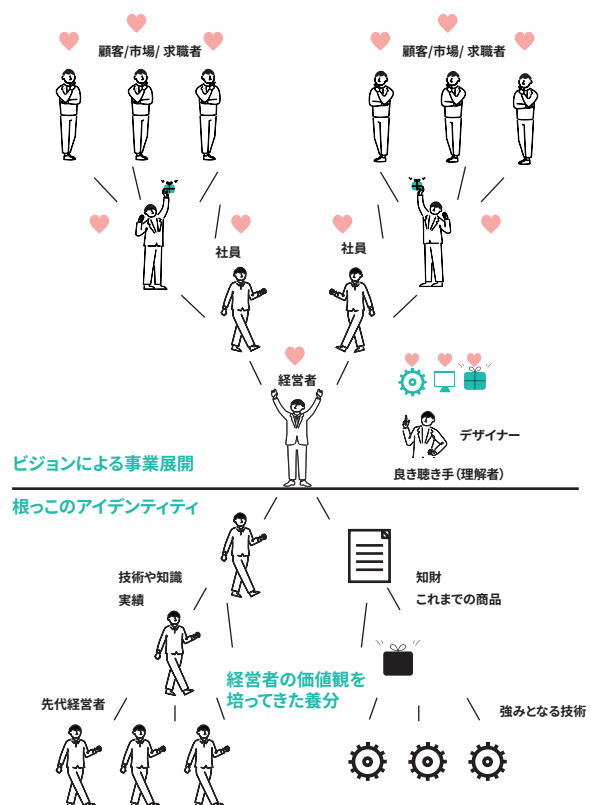 顧客/市場/ 求職者
顧客/市場/ 求職者
社員
社員
経営者
デザイナー
良き聴き手（理解者）
ビジョンによる事業展開
根っこのアイデンティティ
技術や知識
実績
知財
これまでの商品
経営者の価値観を
培ってきた養分
先代経営者
強みとなる技術